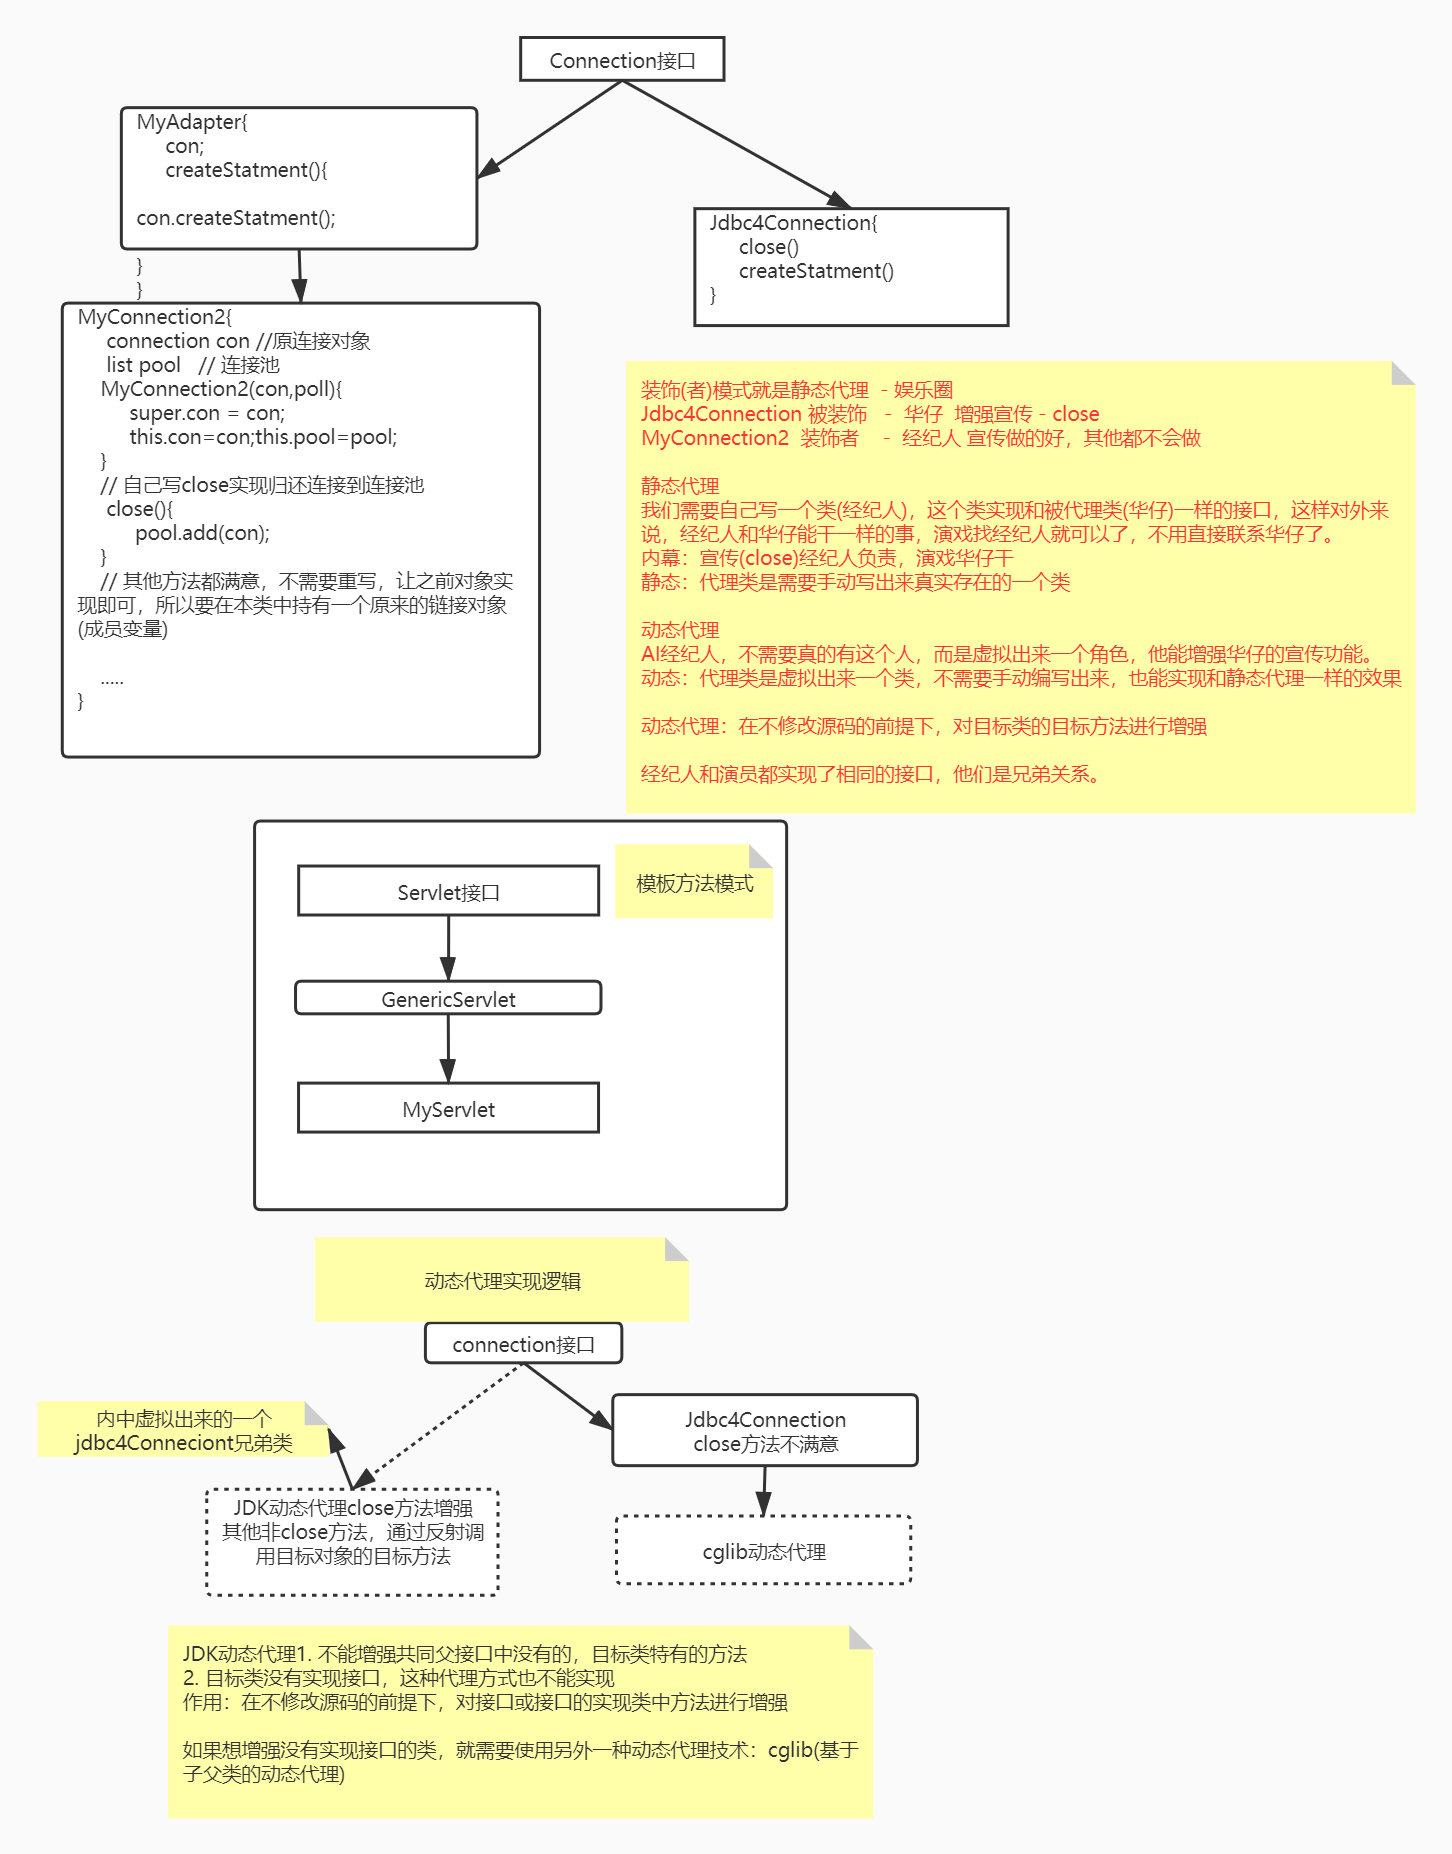 Connection接口
MyAdapter{
con;
createStatment(){
con.createStatment();
}
}
Jdbc4Connection{
close()
createStatment()
}
MyConnection2{
connection con //原连接对象
list pool // 连接池
MyConnection2(con,poll){
super.con = con;
this.con=con;this.pool=pool;
}
// 自己写close实现归还连接到连接池
close(){
pool.add(con);
}
// 其他方法都满意，不需要重写，让之前对象实
现即可，所以要在本类中持有一个原来的链接对象
(成员变量)
.....
}
装饰(者)模式就是静态代理 - 娱乐圈
Jdbc4Connection 被装饰 - 华仔 增强宣传 - close
MyConnection2 装饰者 - 经纪人 宣传做的好，其他都不会做
静态代理
我们需要自己写一个类(经纪人)，这个类实现和被代理类(华仔)一样的接口，这样对外来
说，经纪人和华仔能干一样的事，演戏找经纪人就可以了，不用直接联系华仔了。
内幕：宣传(close)经纪人负责，演戏华仔干
静态：代理类是需要手动写出来真实存在的一个类
动态代理
AI经纪人，不需要真的有这个人，而是虚拟出来一个角色，他能增强华仔的宣传功能。
动态：代理类是虚拟出来一个类，不需要手动编写出来，也能实现和静态代理一样的效果
动态代理：在不修改源码的前提下，对目标类的目标方法进行增强
经纪人和演员都实现了相同的接口，他们是兄弟关系。
模板方法模式
Servlet接口
GenericServlet
MyServlet
动态代理实现逻辑
connection接口
内中虚拟出来的一个
jdbc4Conneciont兄弟类
Jdbc4Connection
close方法不满意
JDK动态代理close方法增强
其他非close方法，通过反射调
用目标对象的目标方法
cglib动态代理
JDK动态代理1. 不能增强共同父接口中没有的，目标类特有的方法
2. 目标类没有实现接口，这种代理方式也不能实现
作用：在不修改源码的前提下，对接口或接口的实现类中方法进行增强
如果想增强没有实现接口的类，就需要使用另外一种动态代理技术：cglib(基于
子父类的动态代理)